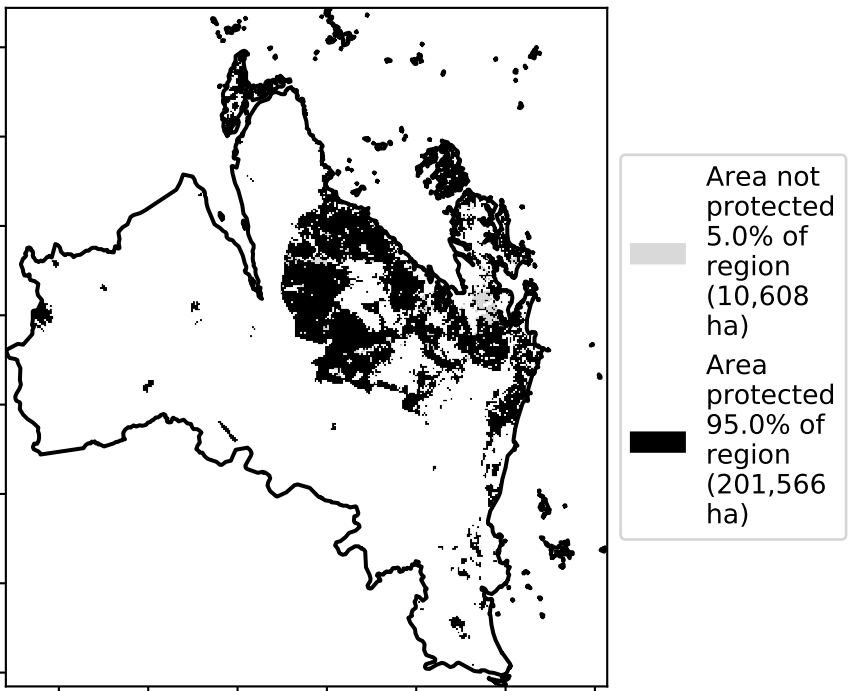 Area not
protected
5.0% of
region
(10,608
ha)
Area
protected
95.0% of
region
(201,566
ha)